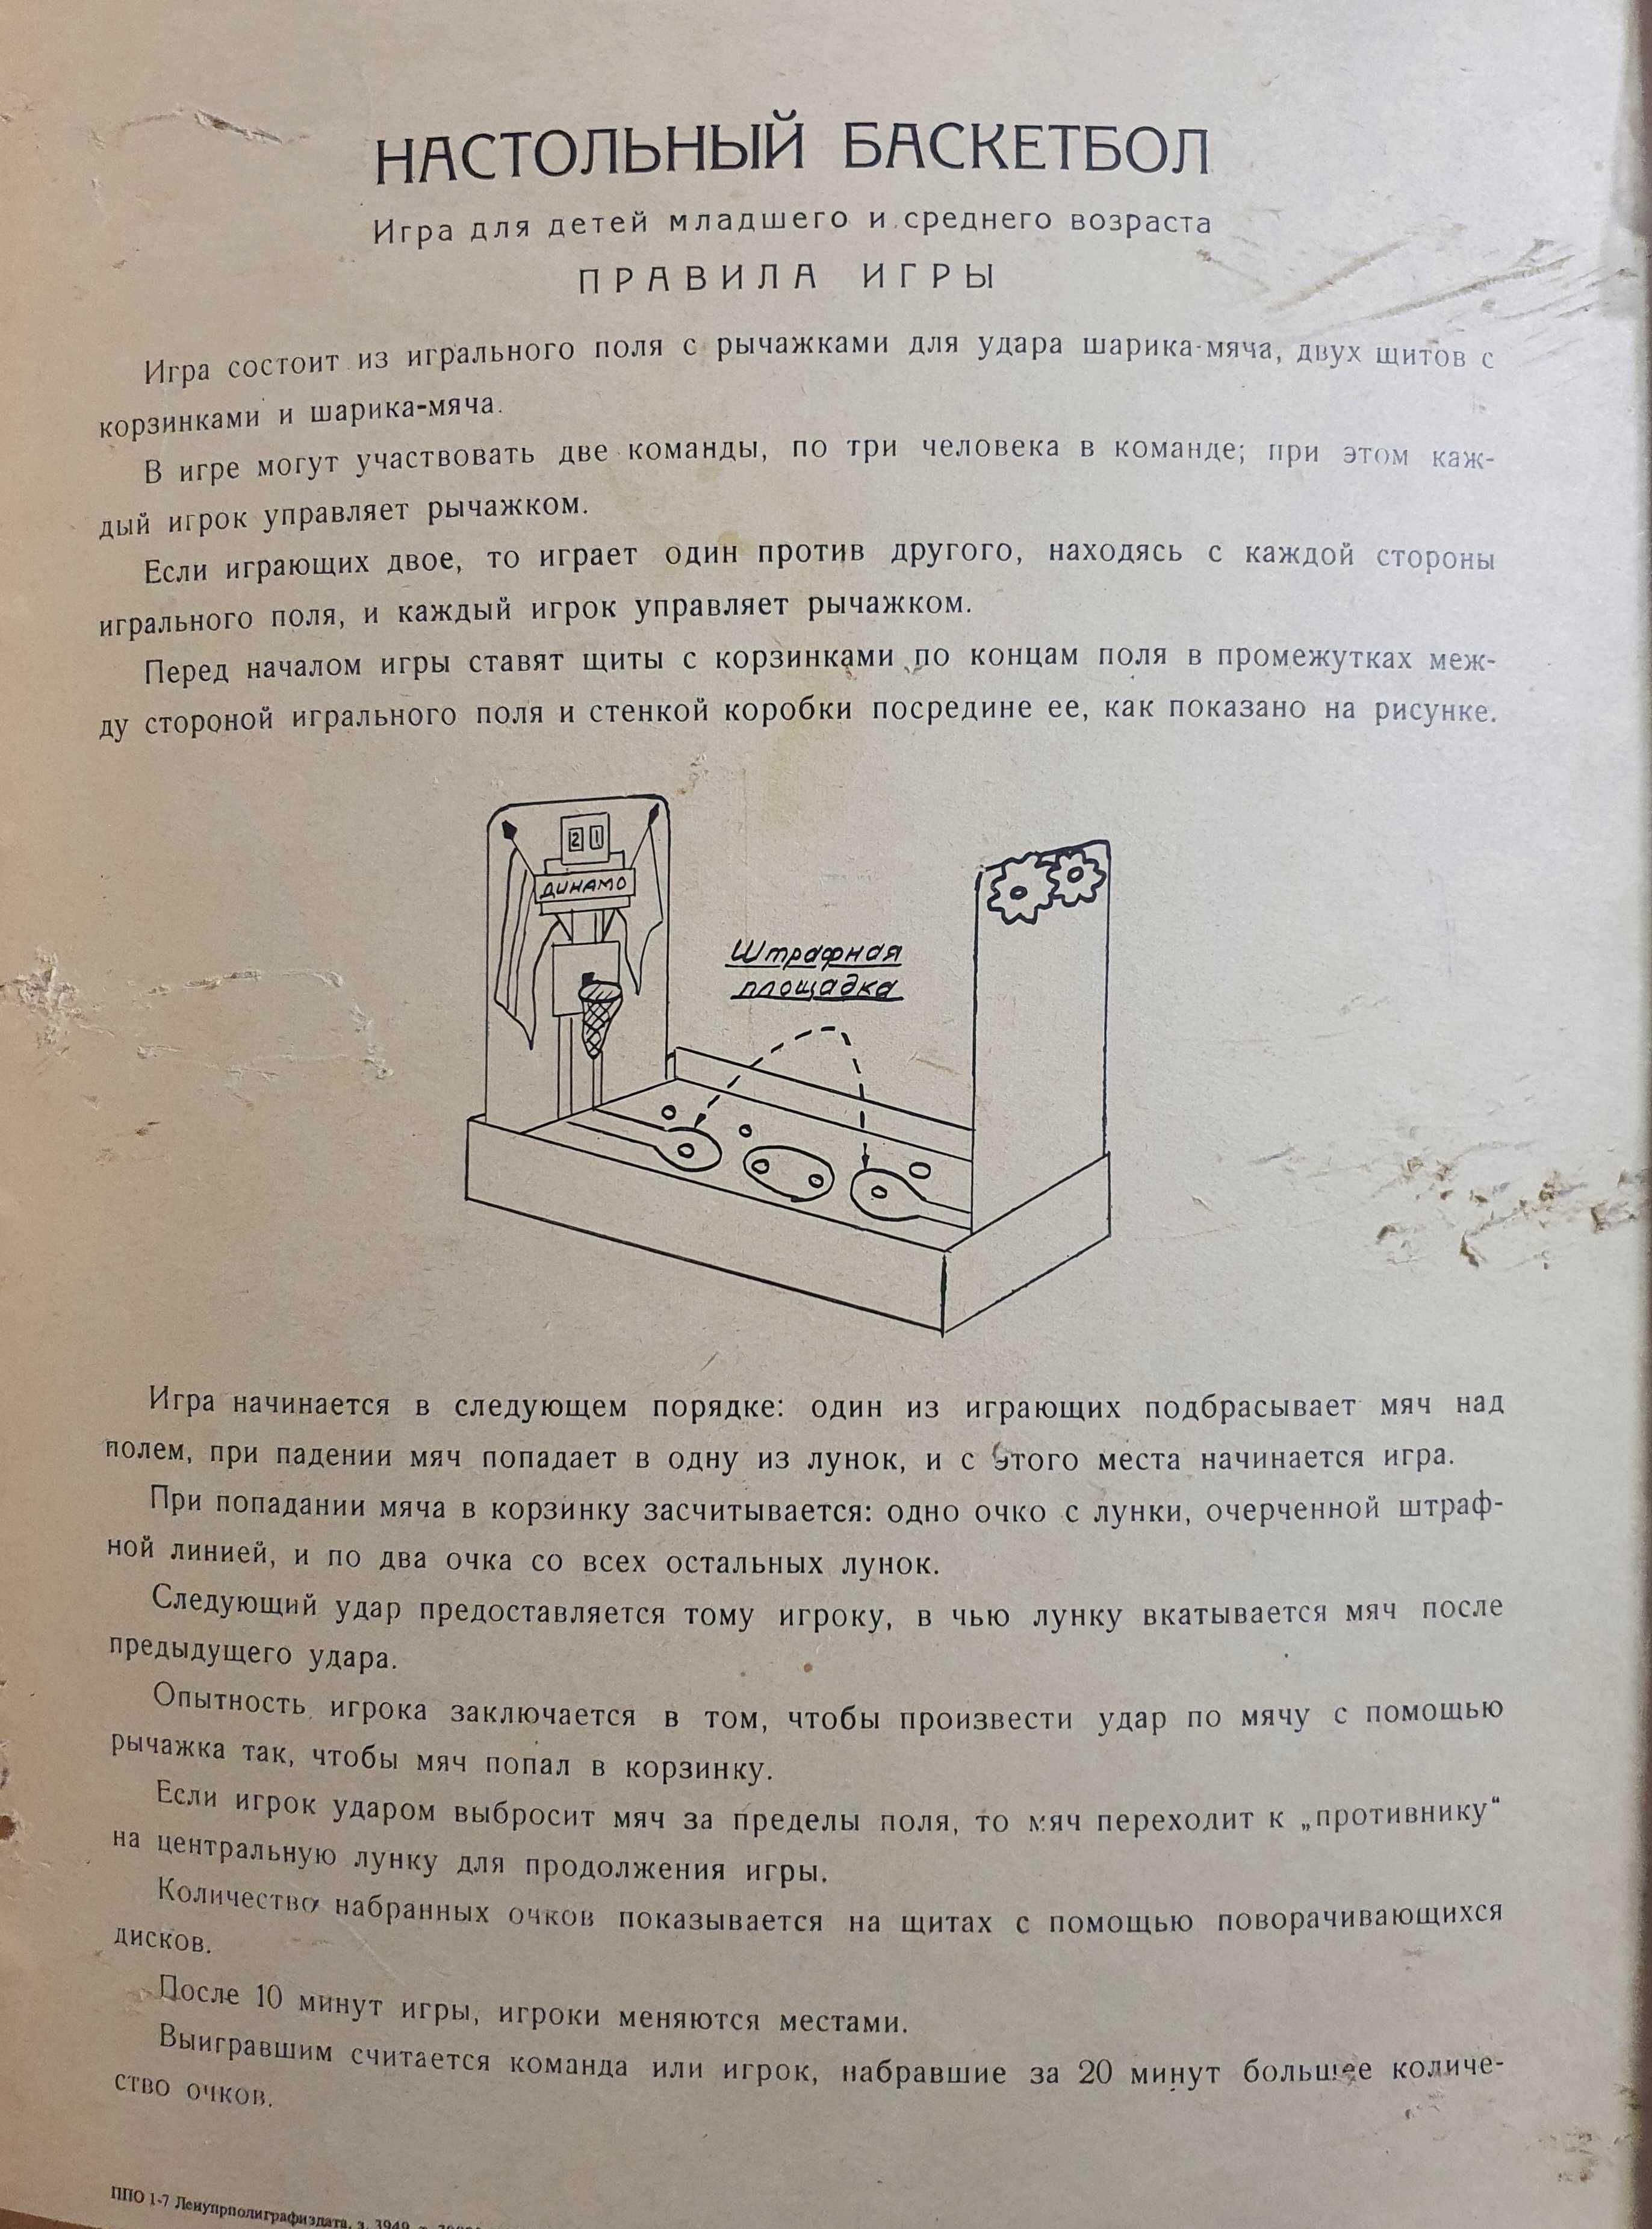 НАСТОЛЬНЫЙ БАСКЕТБОЛ
Игра для детей младшего и среднего возраста
ПРАВИЛА ИГРЫ
Игра состоит из игрального поля с рычажками для удара шарика-мяча, двух щитов с
корзинками и шарика-мяча.
В игре могут участвовать две команды, по три человека в команде; при этом каж-
дый игрок управляет рычажком.
Если играющих двое, то играет один против другого, находясь с каждой стороны
игрального поля, и каждый игрок управляет рычажком.
Перед началом игры ставят щиты с корзинками по концам поля в промежутках меж-
ду стороной игрального поля и стенкой коробки посредине ее, как показано на рисунке.
21
ДИНАМО
Штрафная
площадка
Игра начинается в следующем порядке: один из играющих подбрасывает мяч над
полем, при падении мяч попадает в одну из лунок, и с этого места начинается игра.
При попадании мяча в корзинку засчитывается: одно очко с лунки, очерченной штраф-
ной линией, и по два очка со всех остальных лунок.
Следующий удар предоставляется тому игроку, в чью лунку вкатывается мяч после
предыдущего удара.
Опытность игрока заключается в том, чтобы произвести удар по мячу с помощью
рычажка так, чтобы мяч попал в корзинку.
Если игрок ударом выбросит мяч за пределы поля, то мяч переходит к „противнику“
на центральную лунку для продолжения игры.
Количество набранных очков показывается на щитах с помощью поворачивающихся
дисков.
После 10 минут игры, игроки меняются местами.
Выигравшим считается команда или игрок, набравшие за 20 минут большее количе-
ство очков.
ППО 1-7 Ленупрполиграфиздата, з. 3949,